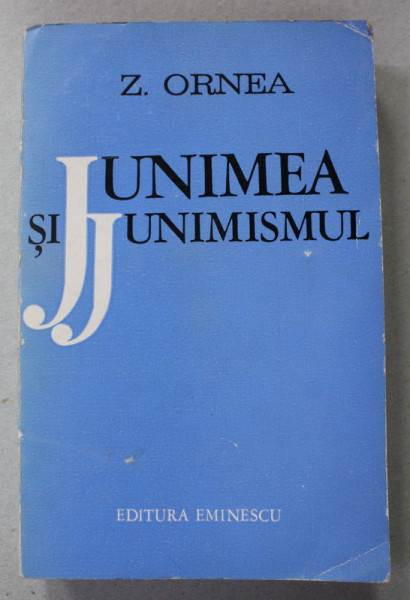 Z. ORNEA
JUNIMEA
ȘI JUNIMISMUL
EDITURA EMINESCU